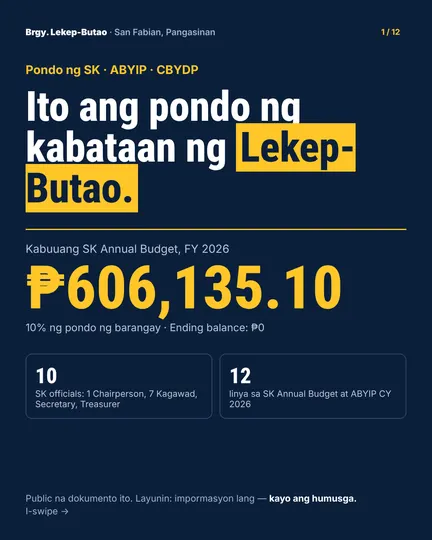 Brgy. Lekep-Butao · San Fabian, Pangasinan
1 / 12
Pondo ng SK · ABYIP · CBYDP
Ito ang pondo ng
kabataan ng Lekep-
Butao.
Kabuuang SK Annual Budget, FY 2026
₱606,135.10
10% ng pondo ng barangay · Ending balance: ₱0
10
SK officials: 1 Chairperson, 7 Kagawad,
Secretary, Treasurer
12
linya sa SK Annual Budget at ABYIP CY
2026
Public na dokumento ito. Layunin: impormasyon lang — kayo ang humusga.
I-swipe →